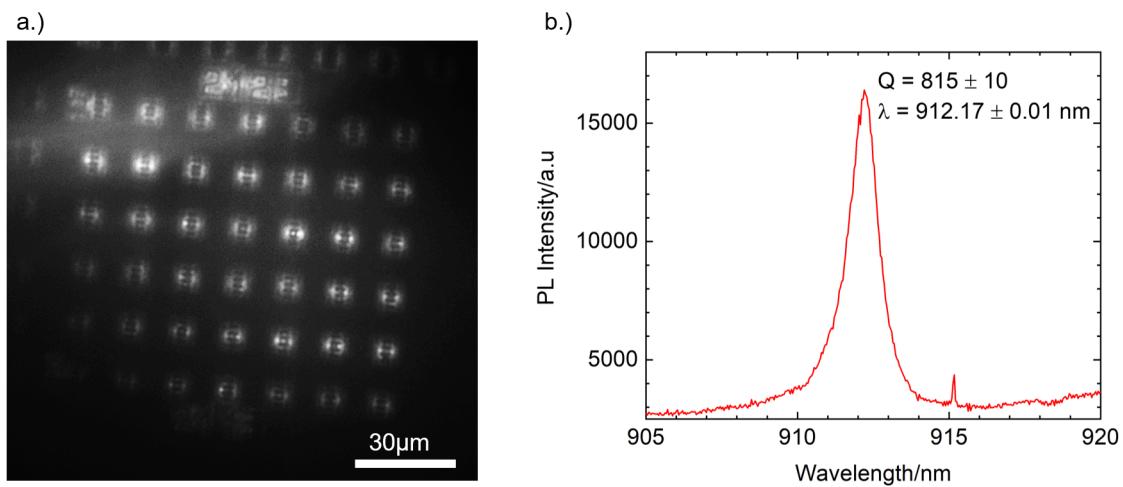 a.)
30μm
b.)
Q = 815 ± 10
λ = 912.17 ± 0.01 nm
PL Intensity/a.u
15000
10000
5000
905
910
915
920
Wavelength/nm